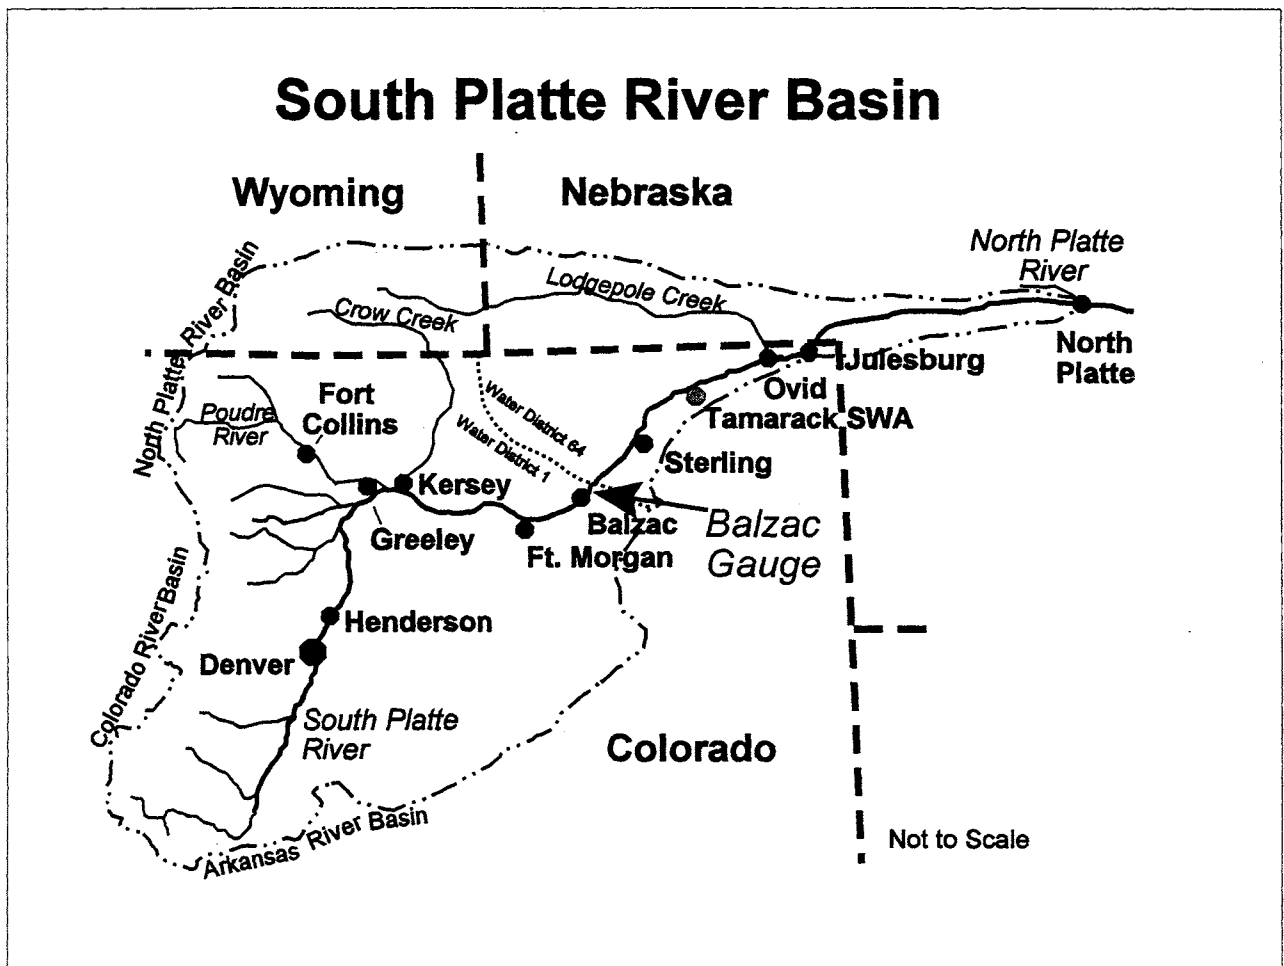 South Platte River Basin
Wyoming
Nebraska
North Platte
River
North Platte River Basin
Lodgepole Creek
Crow Creek
North
Platte
Julesburg
Ovid
Tamarack SWA
Fort
Collins
Poudre
River
Water District 64
Water District 1
Sterling
Kersey
Greeley
Balzac
Ft. Morgan
Balzac
Gauge
Colorado River Basin
Henderson
Denver
South Platte
River
Colorado
Arkansas River Basin
Not to Scale